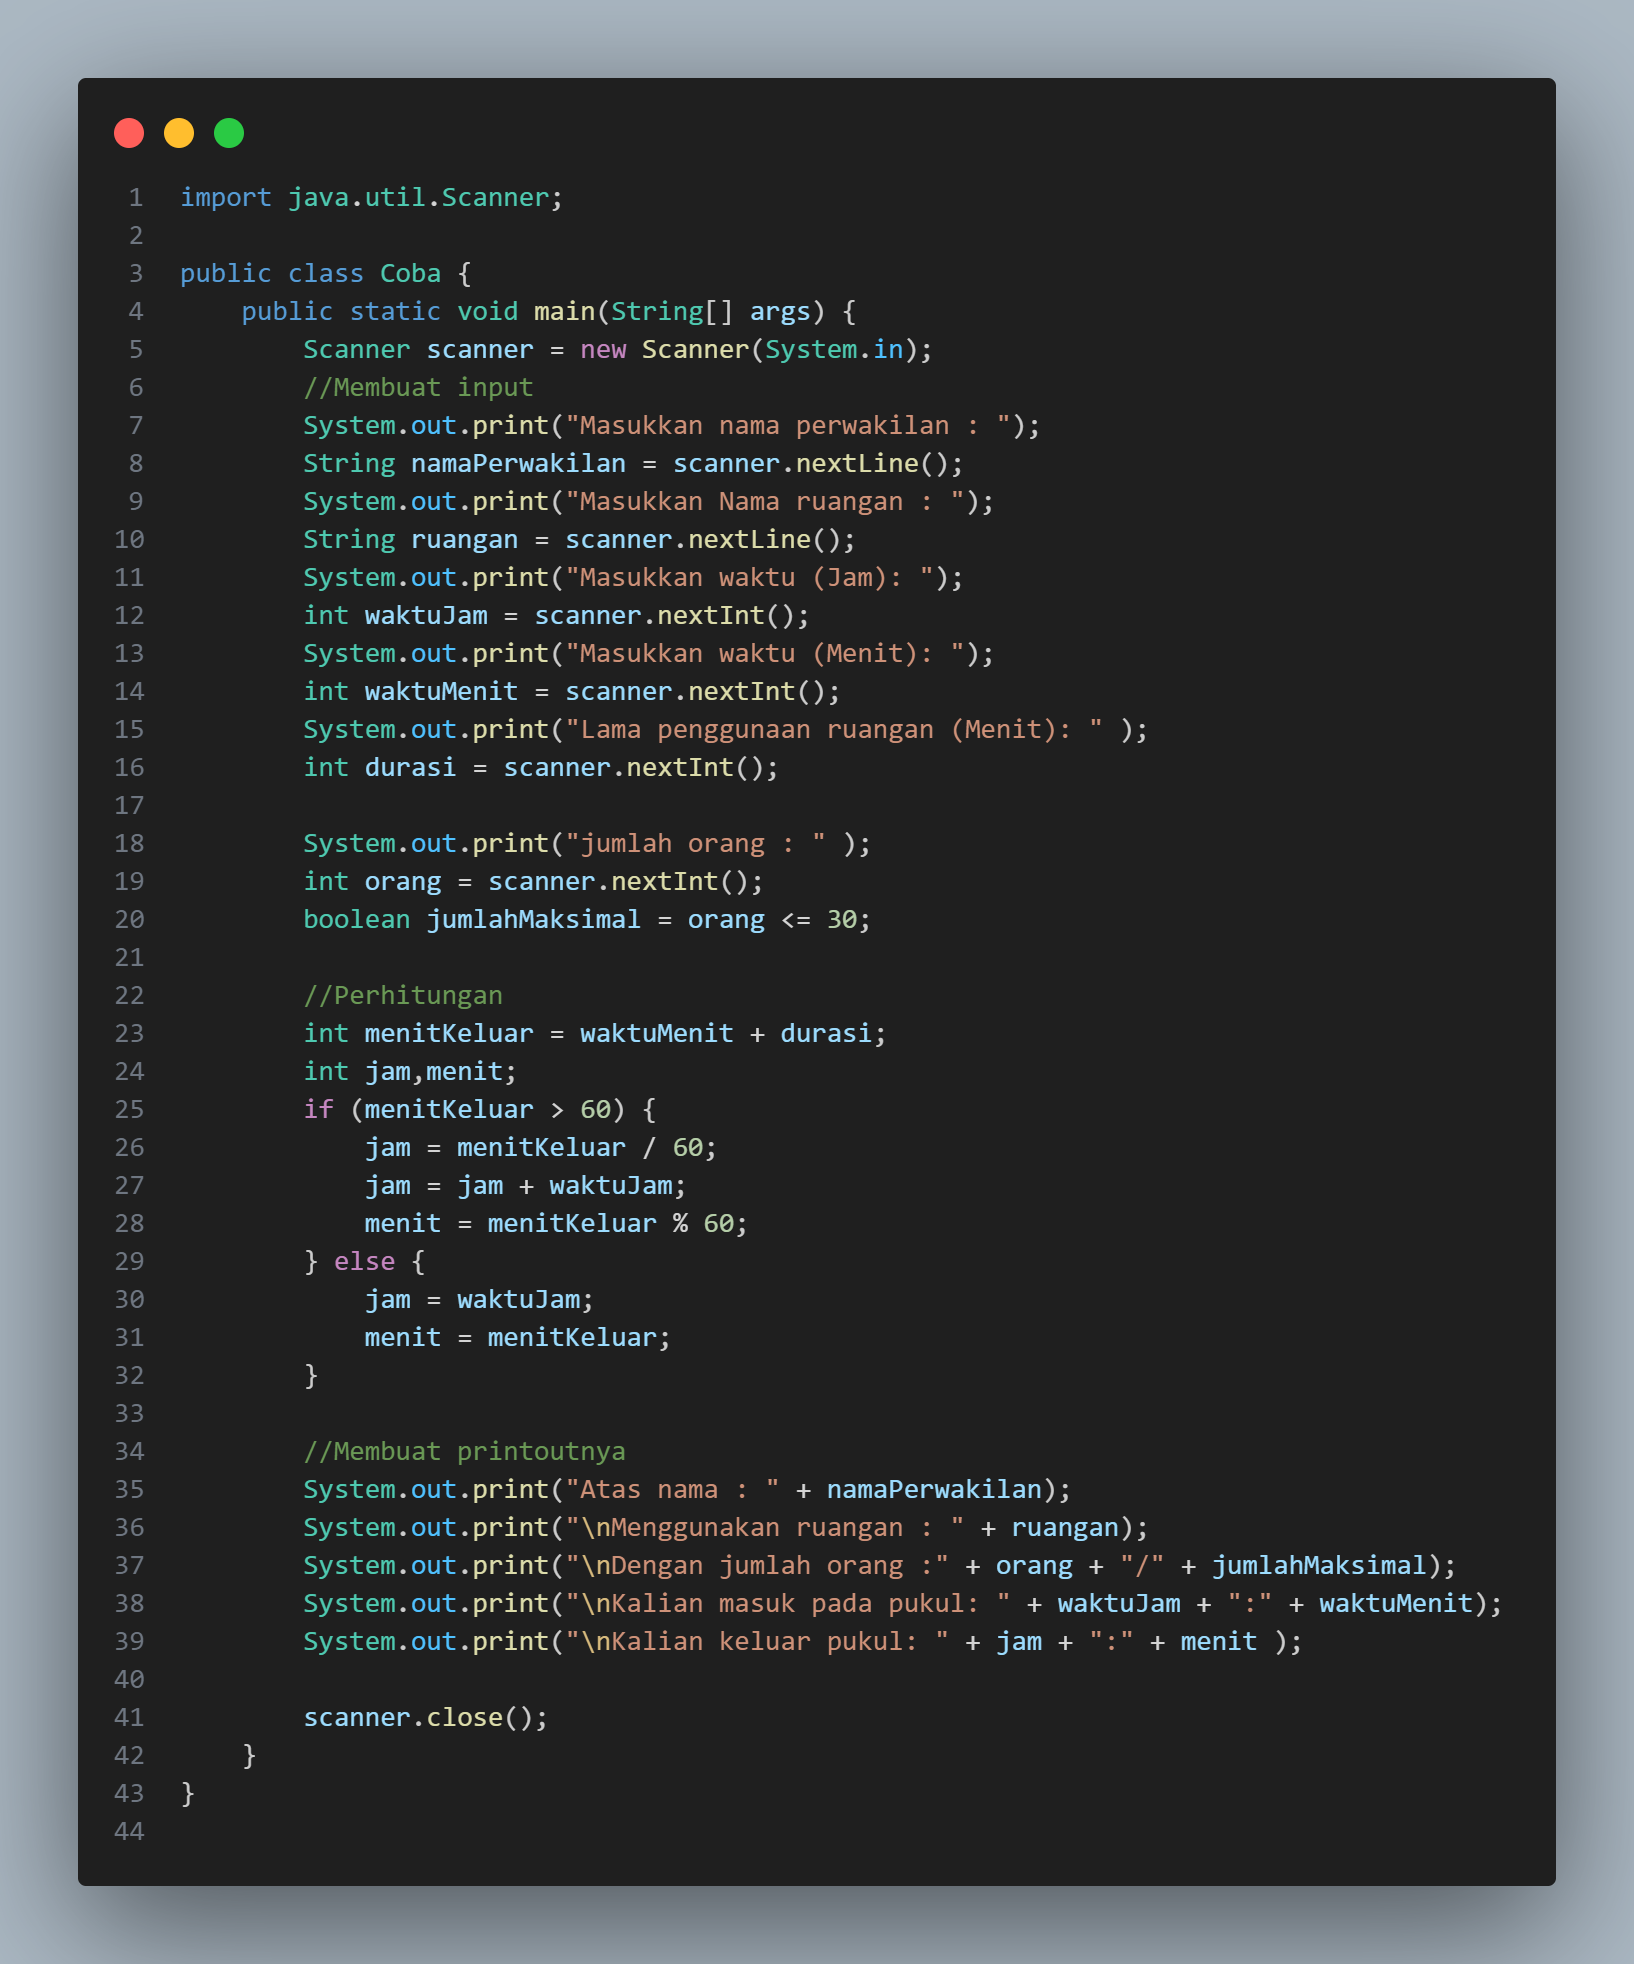 1 import java.util.Scanner;
2
3 public class Coba {
4     public static void main(String[] args) {
5         Scanner scanner = new Scanner(System.in);
6         //Membuat input
7         System.out.print("Masukkan nama perwakilan : ");
8         String namaPerwakilan = scanner.nextLine();
9         System.out.print("Masukkan Nama ruangan : ");
10         String ruangan = scanner.nextLine();
11         System.out.print("Masukkan waktu (Jam): ");
12         int waktuJam = scanner.nextInt();
13         System.out.print("Masukkan waktu (Menit): ");
14         int waktuMenit = scanner.nextInt();
15         System.out.print("Lama penggunaan ruangan (Menit): " );
16         int durasi = scanner.nextInt();
17
18         System.out.print("jumlah orang : " );
19         int orang = scanner.nextInt();
20         boolean jumlahMaksimal = orang <= 30;
21
22         //Perhitungan
23         int menitKeluar = waktuMenit + durasi;
24         int jam,menit;
25         if (menitKeluar > 60) {
26             jam = menitKeluar / 60;
27             jam = jam + waktuJam;
28             menit = menitKeluar % 60;
29         } else {
30             jam = waktuJam;
31             menit = menitKeluar;
32         }
33
34         //Membuat printoutnya
35         System.out.print("Atas nama : " + namaPerwakilan);
36         System.out.print("\nMenggunakan ruangan : " + ruangan);
37         System.out.print("\nDengan jumlah orang :" + orang + "/" + jumlahMaksimal);
38         System.out.print("\nKalian masuk pada pukul: " + waktuJam + ":" + waktuMenit);
39         System.out.print("\nKalian keluar pukul: " + jam + ":" + menit );
40
41         scanner.close();
42     }
43 }
44